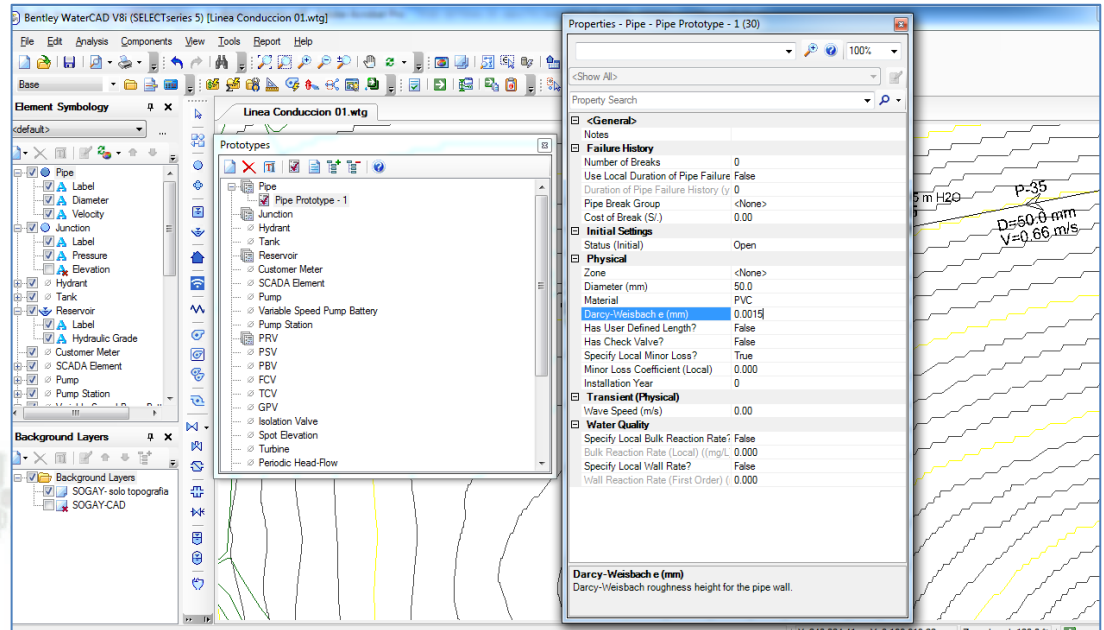 Bentley WaterCAD V8i (SELECTseries 5) [Linea Conduccion 01.wtg]
File Edit Analysis Components View Tools Report Help
Base
Element Symbology
<default>
Pipe
Label
Diameter
Velocity
Junction
Label
Pressure
Elevation
Hydrant
Tank
Reservoir
Label
Hydraulic Grade
Customer Meter
SCADA Element
Pump
Pump Station
Background Layers
Background Layers
SOGAY- solo topografia
SOGAY-CAD
Linea Conduccion 01.wtg
Prototypes
Pipe
Pipe Prototype - 1
Junction
Hydrant
Tank
Reservoir
Customer Meter
SCADA Element
Pump
Variable Speed Pump Battery
Pump Station
PRV
PSV
PBV
FCV
TCV
GPV
Isolation Valve
Spot Elevation
Turbine
Periodic Head-Flow
Properties - Pipe - Pipe Prototype - 1 (30)
100%
<Show All>
Property Search
<General>
Notes
Failure History
Number of Breaks 0
Use Local Duration of Pipe Failure False
Duration of Pipe Failure History (y 0
Pipe Break Group <None>
Cost of Break (S/.) 0.00
Initial Settings
Status (Initial) Open
Physical
Zone <None>
Diameter (mm) 50.0
Material PVC
Darcy-Weisbach e (mm) 0.0015
Has User Defined Length? False
Has Check Valve? False
Specify Local Minor Loss? True
Minor Loss Coefficient (Local) 0.000
Installation Year 0
Transient (Physical)
Wave Speed (m/s) 0.00
Water Quality
Specify Local Bulk Reaction Rate? False
Bulk Reaction Rate (Local) ((mg/L 0.000
Specify Local Wall Rate? False
Wall Reaction Rate (First Order) ( 0.000
Darcy-Weisbach e (mm)
Darcy-Weisbach roughness height for the pipe wall.
m H2O
P-35
D=50.0 mm
V=0.66 m/s